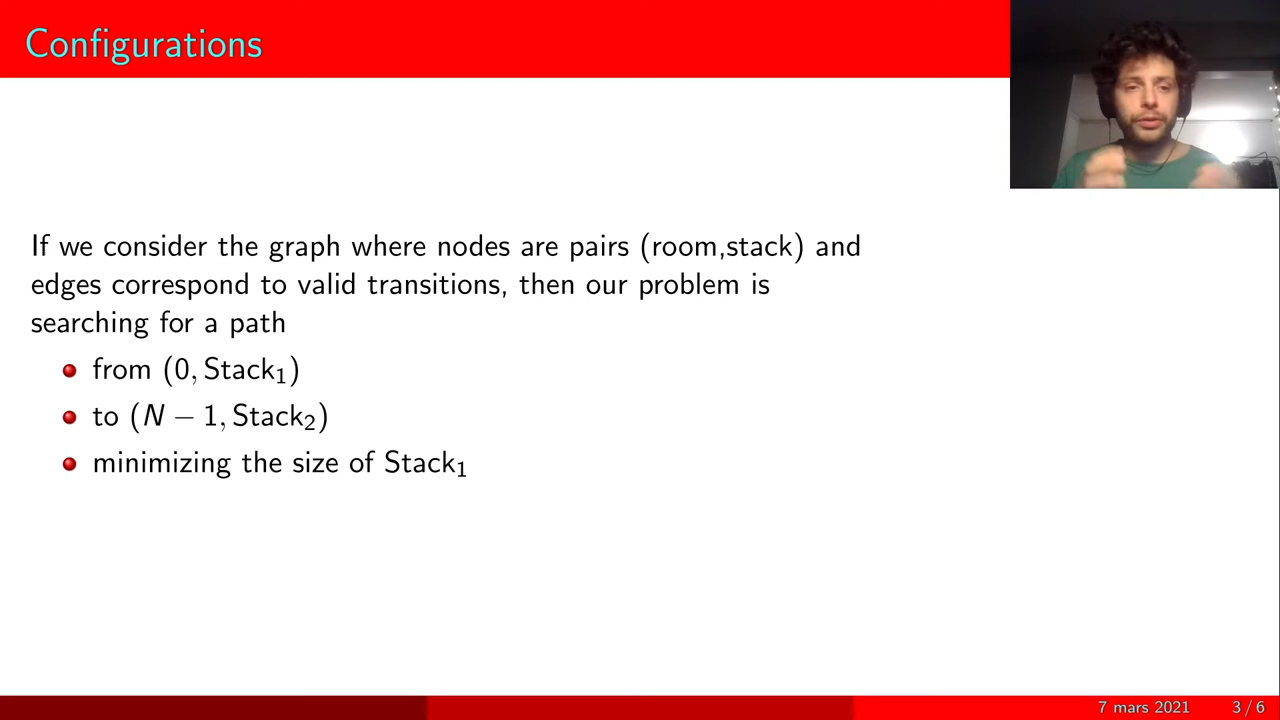 Configurations
If we consider the graph where nodes are pairs (room,stack) and
edges correspond to valid transitions, then our problem is
searching for a path
from (0, Stack₁)
to (N − 1, Stack₂)
minimizing the size of Stack₁
7 mars 2021 3 / 6